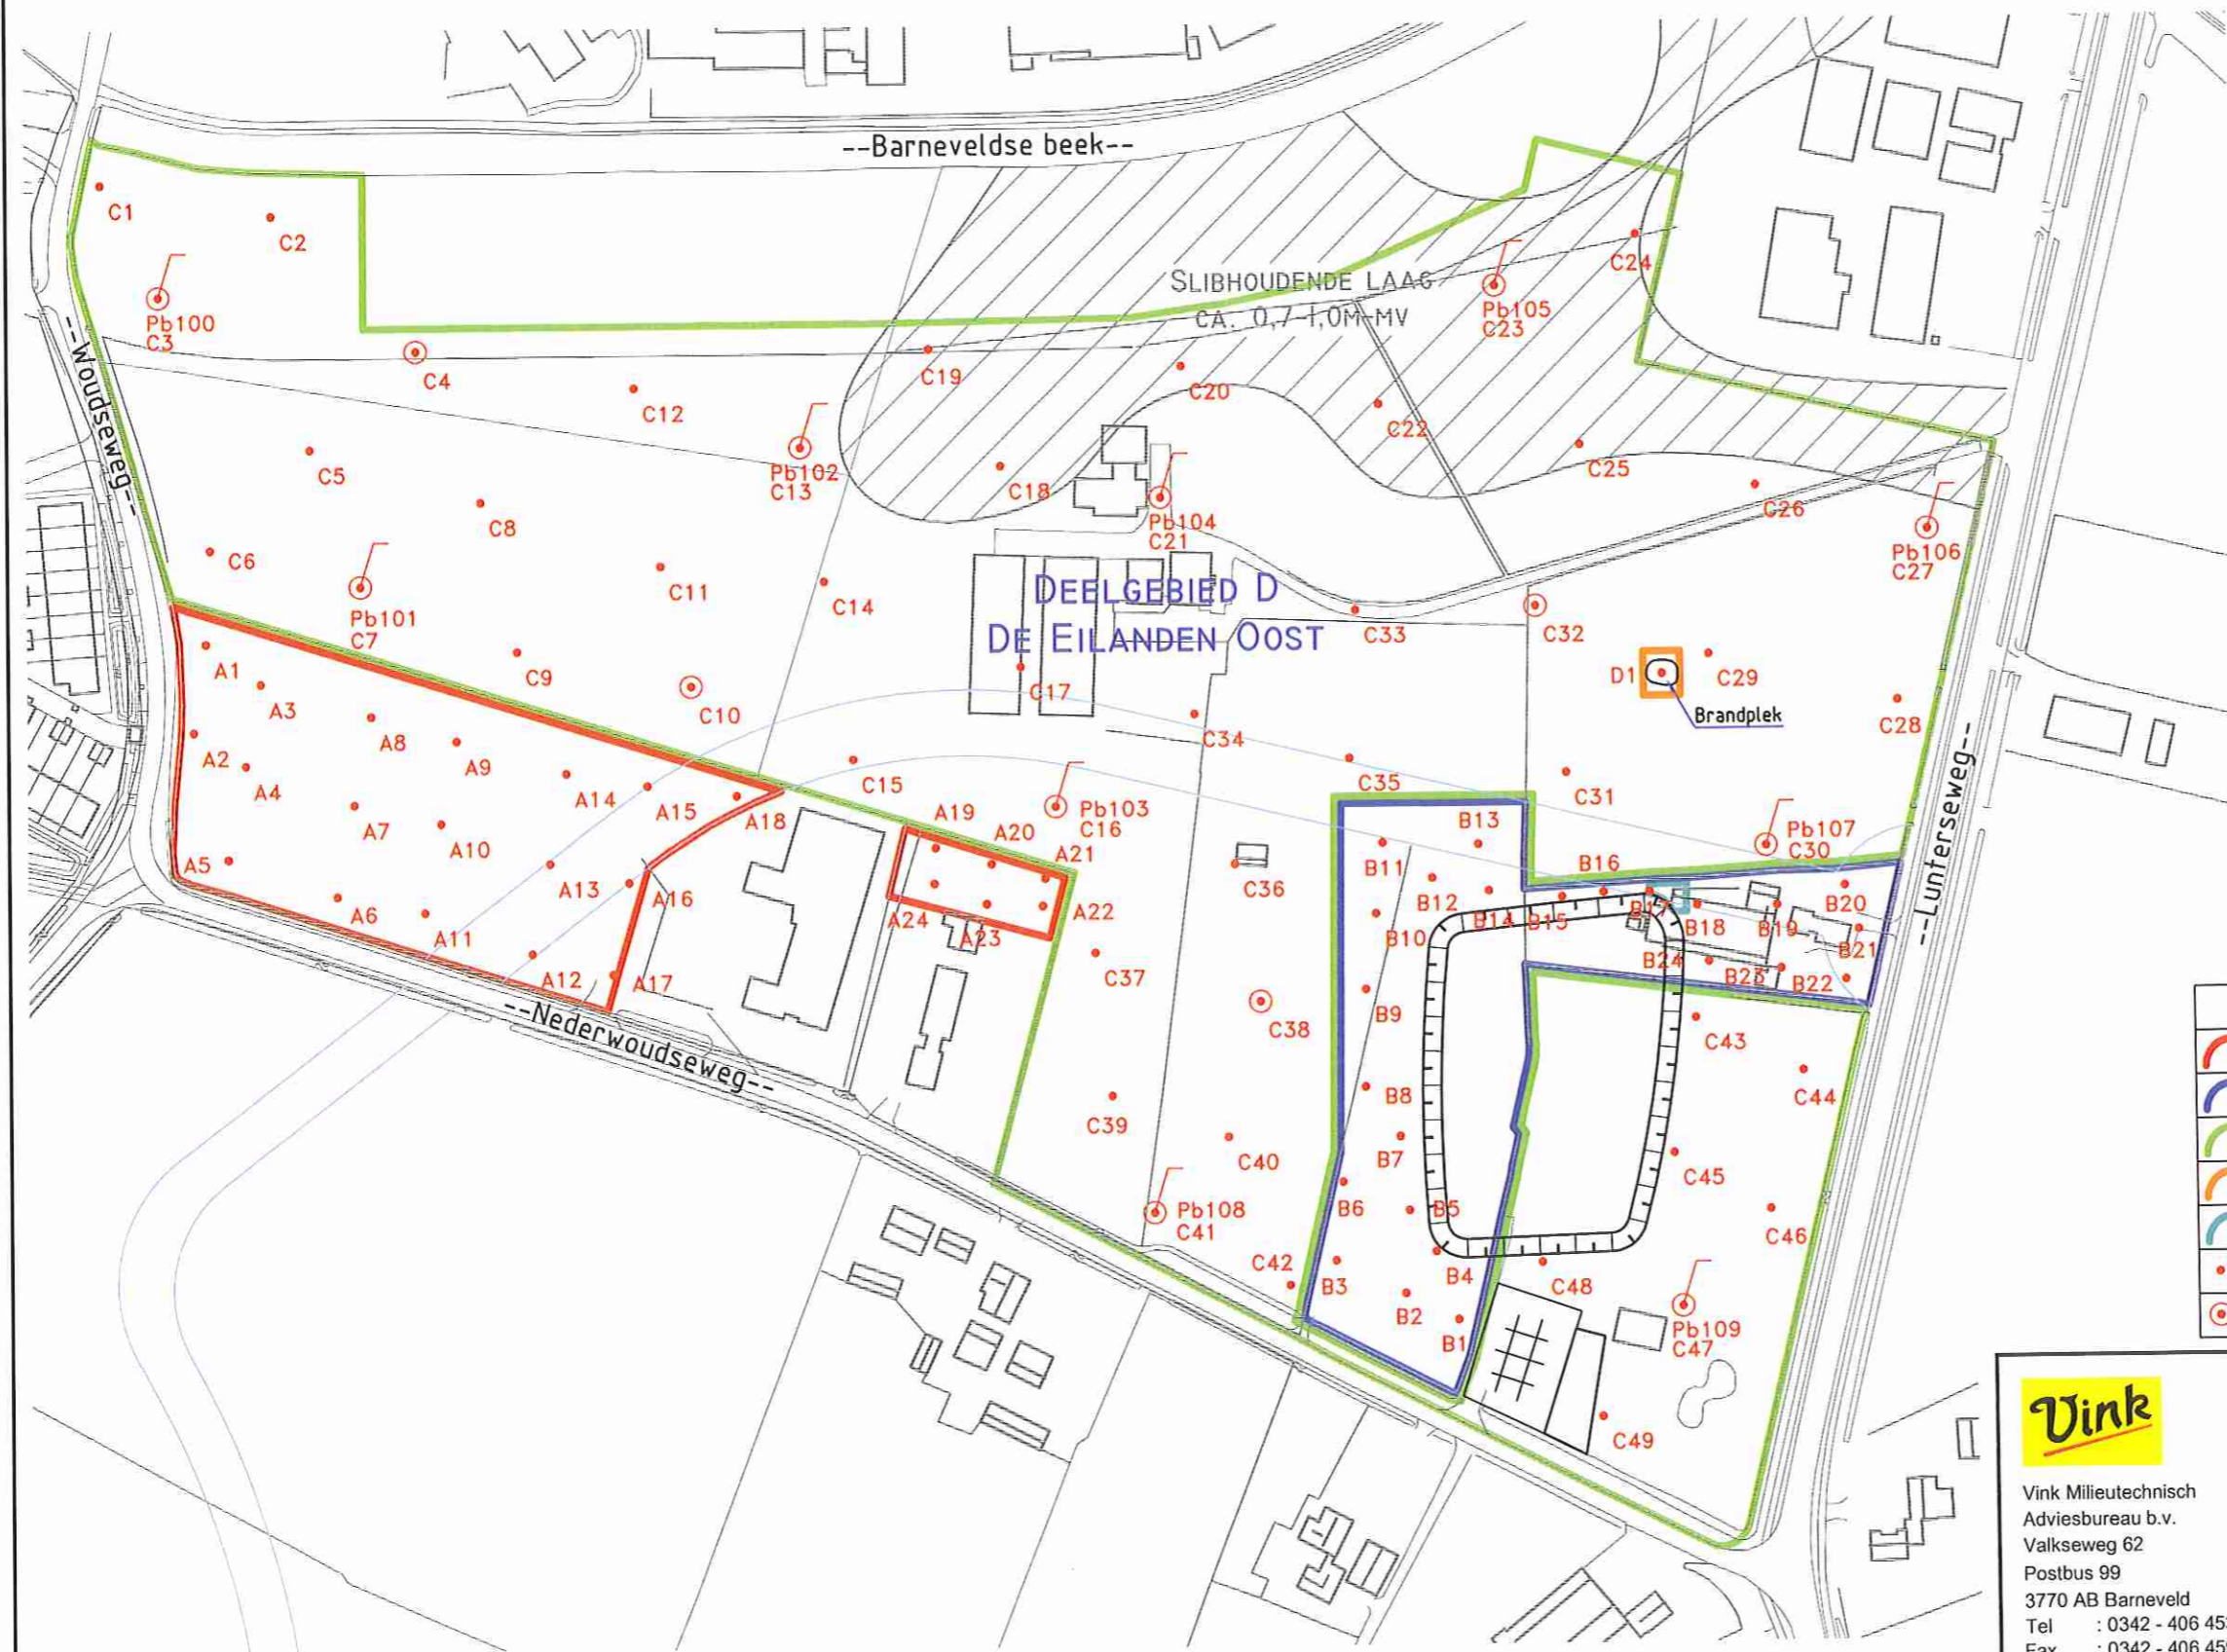 --Barneveldse beek--
C1
C2
Pb100
C3
SLIBHOUDENDE LAAG
CA. 0,7-1,0M-MV
C24
Pb105
C23
--Woudseweg--
C4
C19
C12
C20
C22
C5
Pb102
C13
C18
C25
C8
C26
Pb104
C21
C6
Pb106
C27
C11
C14
DEELGEBIED D
DE EILANDEN OOST
Pb101
C7
C33
C32
A1
C9
D1
C29
A3
C10
C17
Brandplek
C28
A8
A9
C34
A2
A4
A14
C15
C35
C31
A15
A18
A7
A19
A20
Pb103
C16
B13
Pb107
C30
--Lunterseweg--
A10
A21
B11
B16
A5
A13
A16
C36
B12
B14
B15
B17
B18
B19
B20
A6
A24
A22
A23
B10
B21
A11
A12
A17
C37
B24
B23
B22
--Nederwoudseweg--
C38
B9
C43
C39
B8
C44
C40
B7
C45
Pb108
C41
B6
B5
C46
C42
B3
B4
C48
B2
B1
Pb109
C47
C49
Vink
Vink Milieutechnisch
Adviesbureau b.v.
Valkseweg 62
Postbus 99
3770 AB Barneveld
Tel : 0342 - 406 45
Fax : 0342 - 406 45